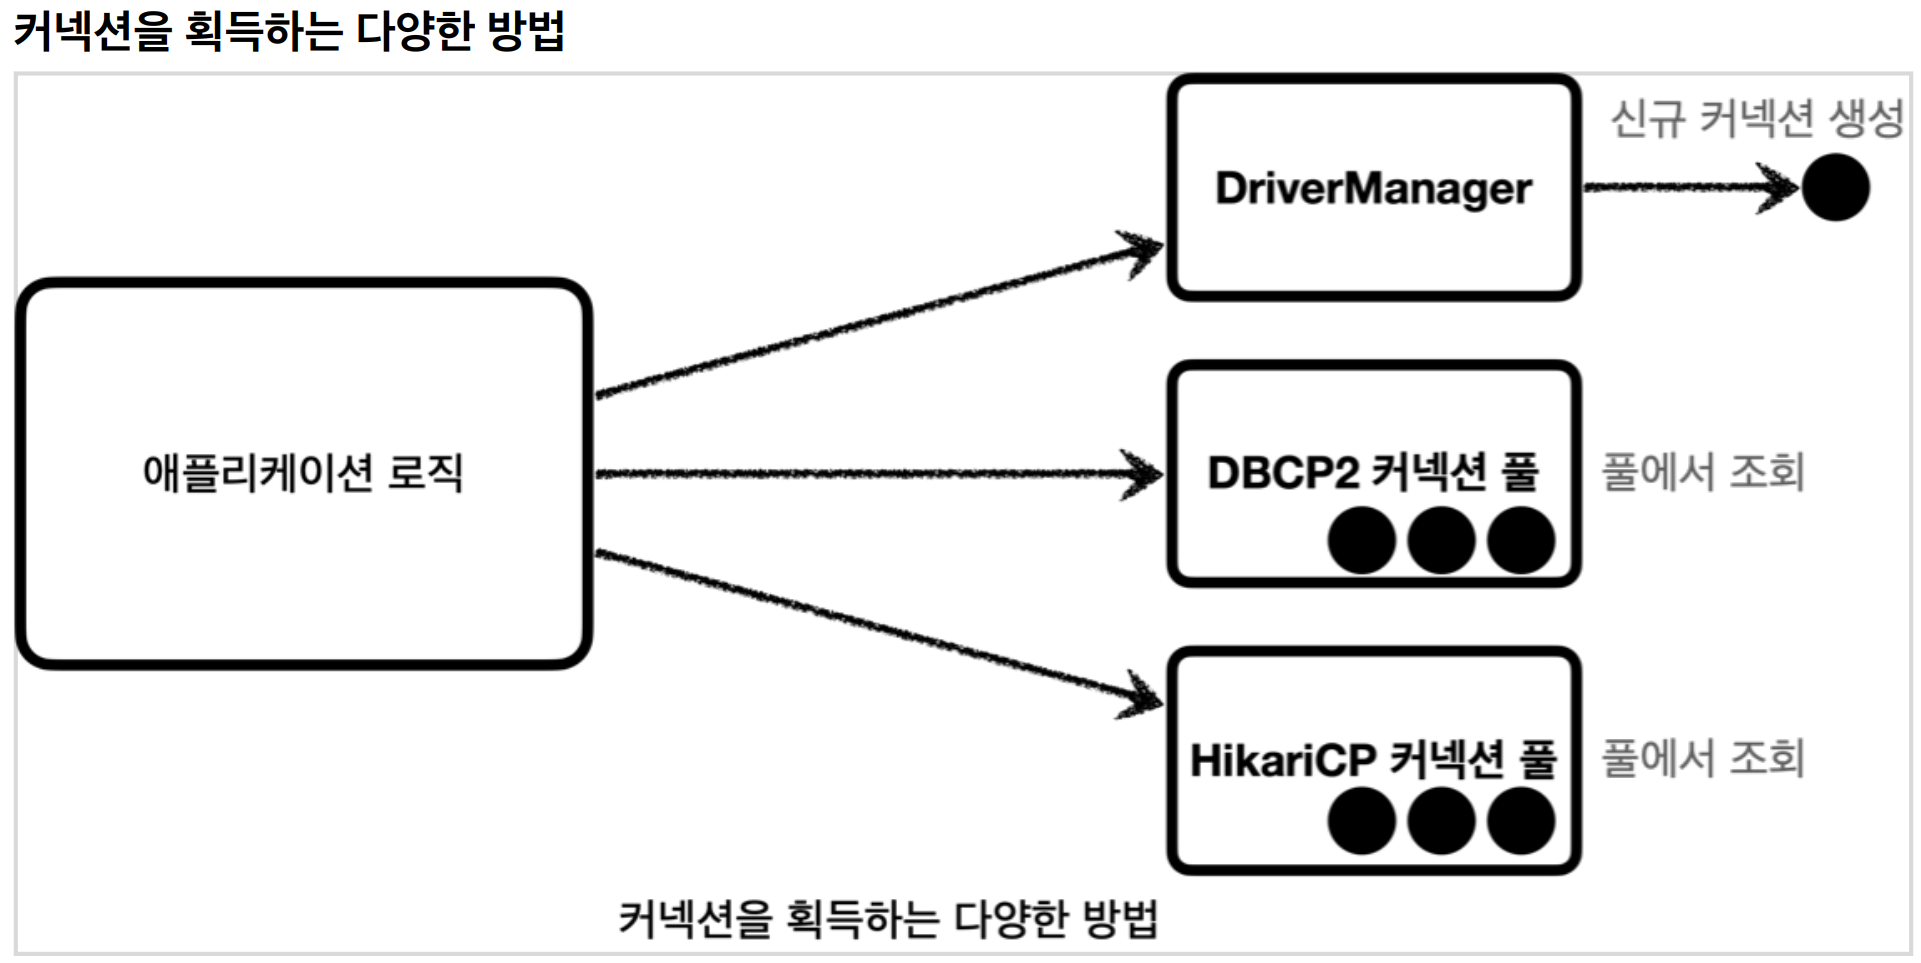 커넥션을 획득하는 다양한 방법
신규 커넥션 생성
DriverManager
애플리케이션 로직
DBCP2 커넥션 풀
풀에서 조회
HikariCP 커넥션 풀
풀에서 조회
커넥션을 획득하는 다양한 방법